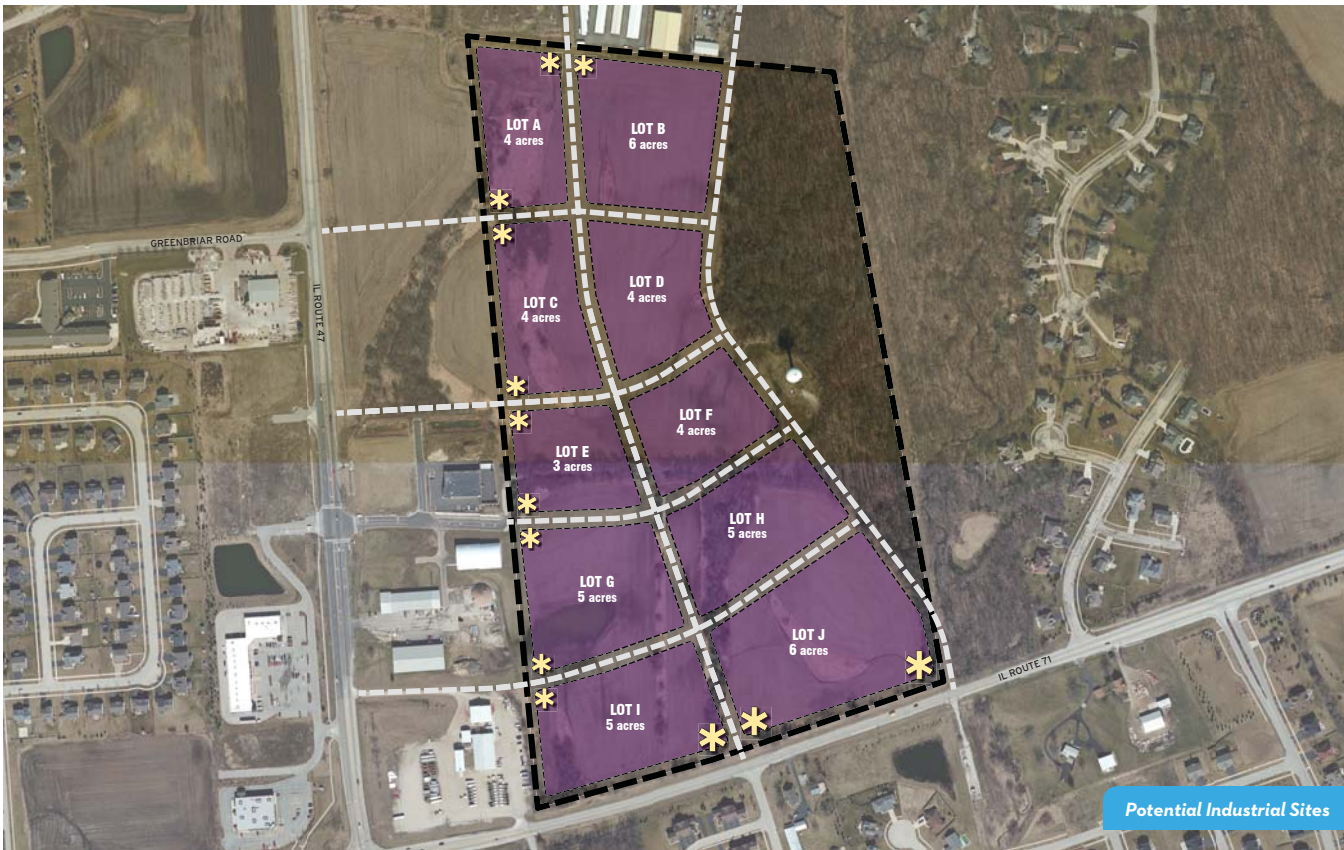 LOT A
4 acres
LOT B
6 acres
GREENBRIAR ROAD
IL ROUTE 47
LOT C
4 acres
LOT D
4 acres
LOT E
3 acres
LOT F
4 acres
LOT G
5 acres
LOT H
5 acres
LOT I
5 acres
LOT J
6 acres
IL ROUTE 71
Potential Industrial Sites